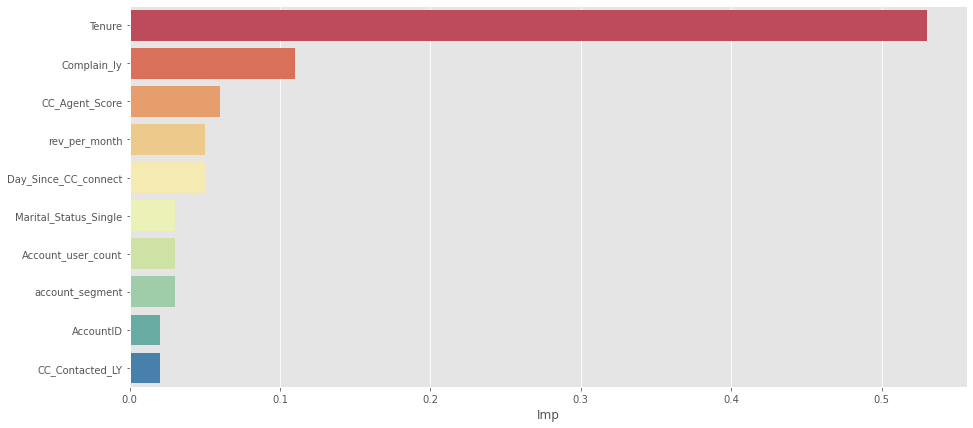 Tenure
Complain_ly
CC_Agent_Score
rev_per_month
Day_Since_CC_connect
Marital_Status_Single
Account_user_count
account_segment
AccountID
CC_Contacted_LY
0.0 0.1 0.2 0.3 0.4 0.5
Imp